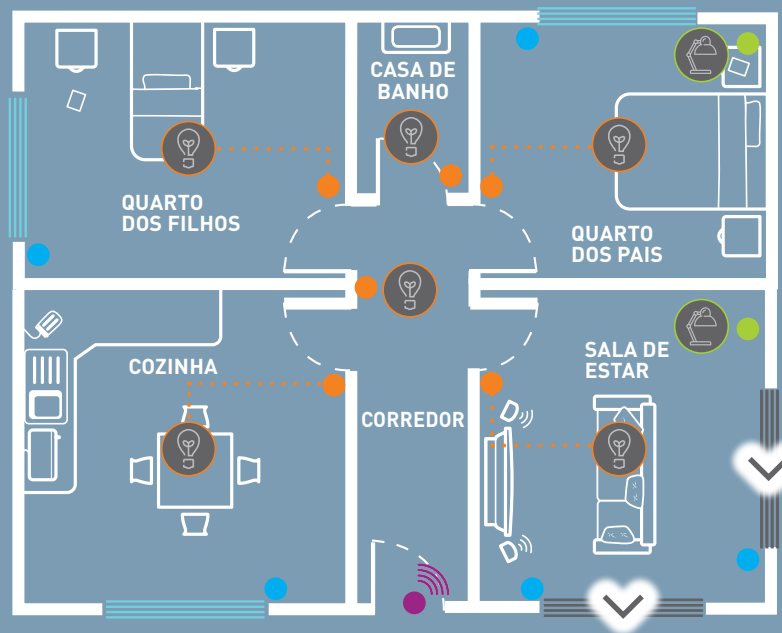 CASA DE
BANHO
QUARTO
DOS FILHOS
QUARTO
DOS PAIS
COZINHA
SALA DE
ESTAR
CORREDOR